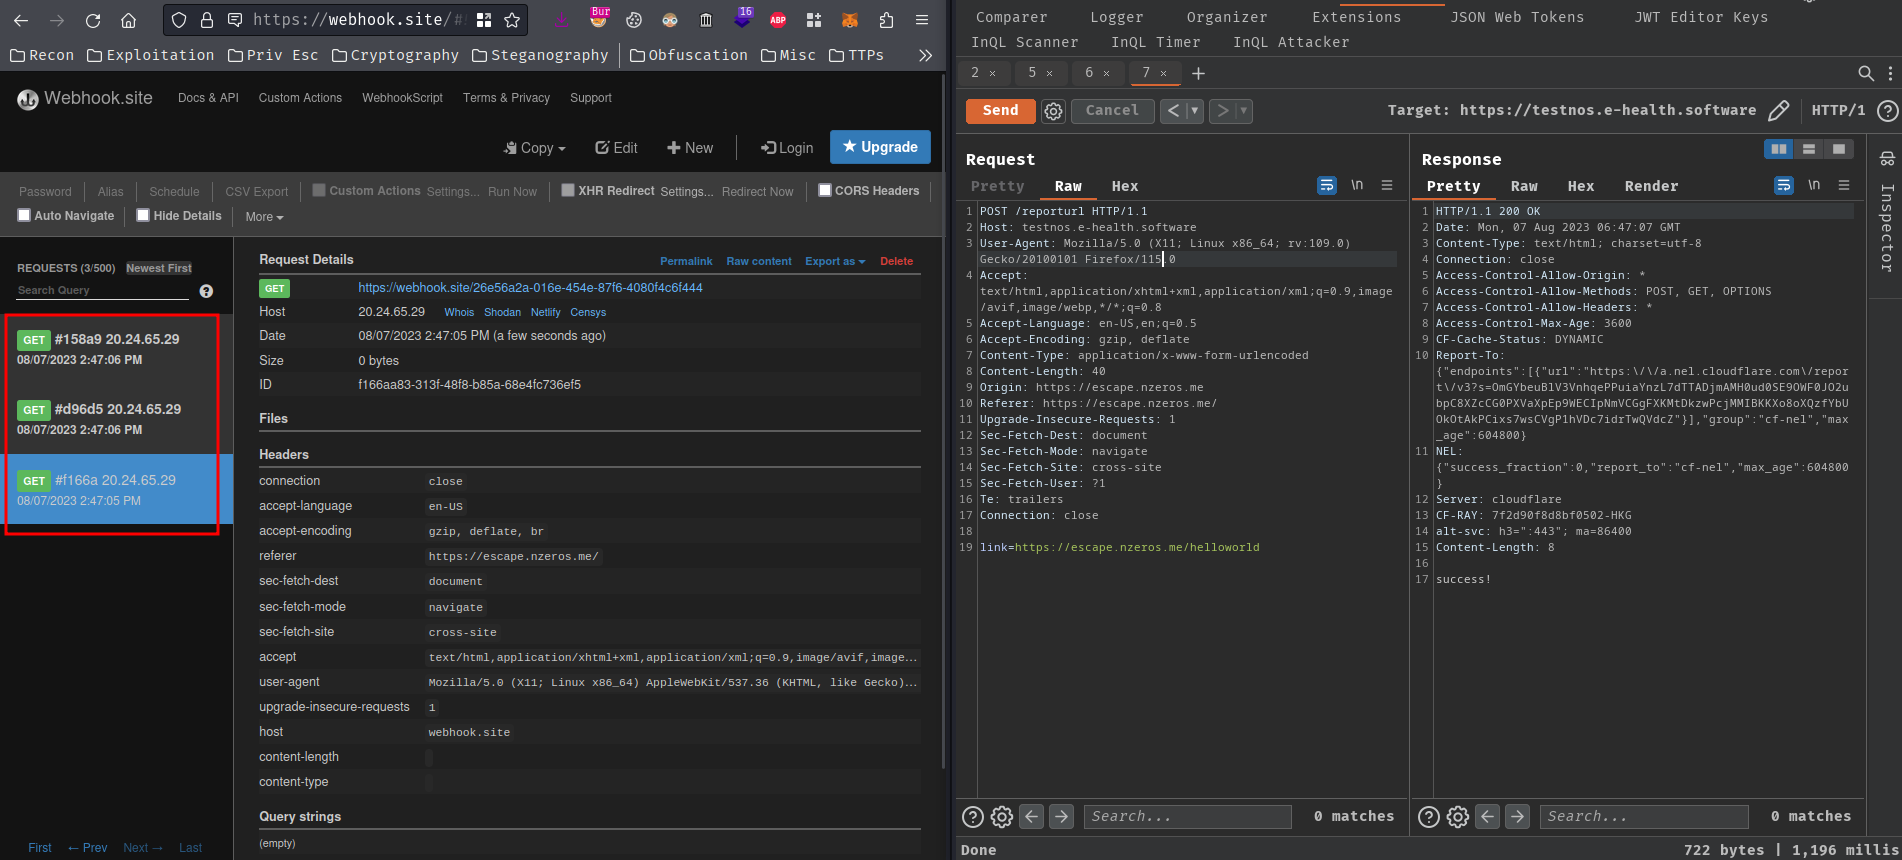 https://webhook.site/#
Bur
16
ABP
Recon
Exploitation
Priv Esc
Cryptography
Steganography
Obfuscation
Misc
TTPs
Webhook.site
Docs & API
Custom Actions
WebhookScript
Terms & Privacy
Support
Copy
Edit
New
Login
Upgrade
Password
Alias
Schedule
CSV Export
Custom Actions
Settings...
Run Now
XHR Redirect
Settings...
Redirect Now
CORS Headers
Auto Navigate
Hide Details
More
REQUESTS (3/500)
Newest First
Search Query
GET #158a9 20.24.65.29
08/07/2023 2:47:06 PM
GET #d96d5 20.24.65.29
08/07/2023 2:47:06 PM
GET #f166a 20.24.65.29
08/07/2023 2:47:05 PM
First
← Prev
Next →
Last
Request Details
Permalink
Raw content
Export as
Delete
GET https://webhook.site/26e56a2a-016e-454e-87f6-4080f4c6f444
Host 20.24.65.29 Whois Shodan Netlify Censys
Date 08/07/2023 2:47:05 PM (a few seconds ago)
Size 0 bytes
ID f166aa83-313f-48f8-b85a-68e4fc736ef5
Files
Headers
connection close
accept-language en-US
accept-encoding gzip, deflate, br
referer https://escape.nzeros.me/
sec-fetch-dest document
sec-fetch-mode navigate
sec-fetch-site cross-site
accept text/html,application/xhtml+xml,application/xml;q=0.9,image/avif,image...
user-agent Mozilla/5.0 (X11; Linux x86_64) AppleWebKit/537.36 (KHTML, like Gecko)...
upgrade-insecure-requests 1
host webhook.site
content-length
content-type
Query strings
(empty)
Comparer
Logger
Organizer
Extensions
JSON Web Tokens
JWT Editor Keys
InQL Scanner
InQL Timer
InQL Attacker
2 ×
5 ×
6 ×
7 ×
+
Send
Cancel
Target: https://testnos.e-health.software
HTTP/1
Request
Pretty
Raw
Hex
\n
1 POST /reporturl HTTP/1.1
2 Host: testnos.e-health.software
3 User-Agent: Mozilla/5.0 (X11; Linux x86_64; rv:109.0)
Gecko/20100101 Firefox/115.0
4 Accept:
text/html,application/xhtml+xml,application/xml;q=0.9,image
/avif,image/webp,*/*;q=0.8
5 Accept-Language: en-US,en;q=0.5
6 Accept-Encoding: gzip, deflate
7 Content-Type: application/x-www-form-urlencoded
8 Content-Length: 40
9 Origin: https://escape.nzeros.me
10 Referer: https://escape.nzeros.me/
11 Upgrade-Insecure-Requests: 1
12 Sec-Fetch-Dest: document
13 Sec-Fetch-Mode: navigate
14 Sec-Fetch-Site: cross-site
15 Sec-Fetch-User: ?1
16 Te: trailers
17 Connection: close
18
19 link=https://escape.nzeros.me/helloworld
Search...
0 matches
Response
Pretty
Raw
Hex
Render
\n
1 HTTP/1.1 200 OK
2 Date: Mon, 07 Aug 2023 06:47:07 GMT
3 Content-Type: text/html; charset=utf-8
4 Connection: close
5 Access-Control-Allow-Origin: *
6 Access-Control-Allow-Methods: POST, GET, OPTIONS
7 Access-Control-Allow-Headers: *
8 Access-Control-Max-Age: 3600
9 CF-Cache-Status: DYNAMIC
10 Report-To:
{"endpoints":[{"url":"https:\/\/a.nel.cloudflare.com\/repor
t\/v3?s=OmGYbeuBlV3VnhqePPuiaYnzL7dTTADjmAMH0ud0SE9OWF0JO2u
bpC8XZcCG0PXVaXpEp9WECIpNmVCGgFXKMtDkzwPcjMMIBKKXo8oXQzfYbU
OkOtAkPCixs7wsCVgP1hVDc7idrTwQVdcZ"}],"group":"cf-nel","max
_age":604800}
11 NEL:
{"success_fraction":0,"report_to":"cf-nel","max_age":604800
}
12 Server: cloudflare
13 CF-RAY: 7f2d90f8d8bf0502-HKG
14 alt-svc: h3=":443"; ma=86400
15 Content-Length: 8
16
17 success!
Search...
0 matches
Inspector
Done
722 bytes | 1,196 millis